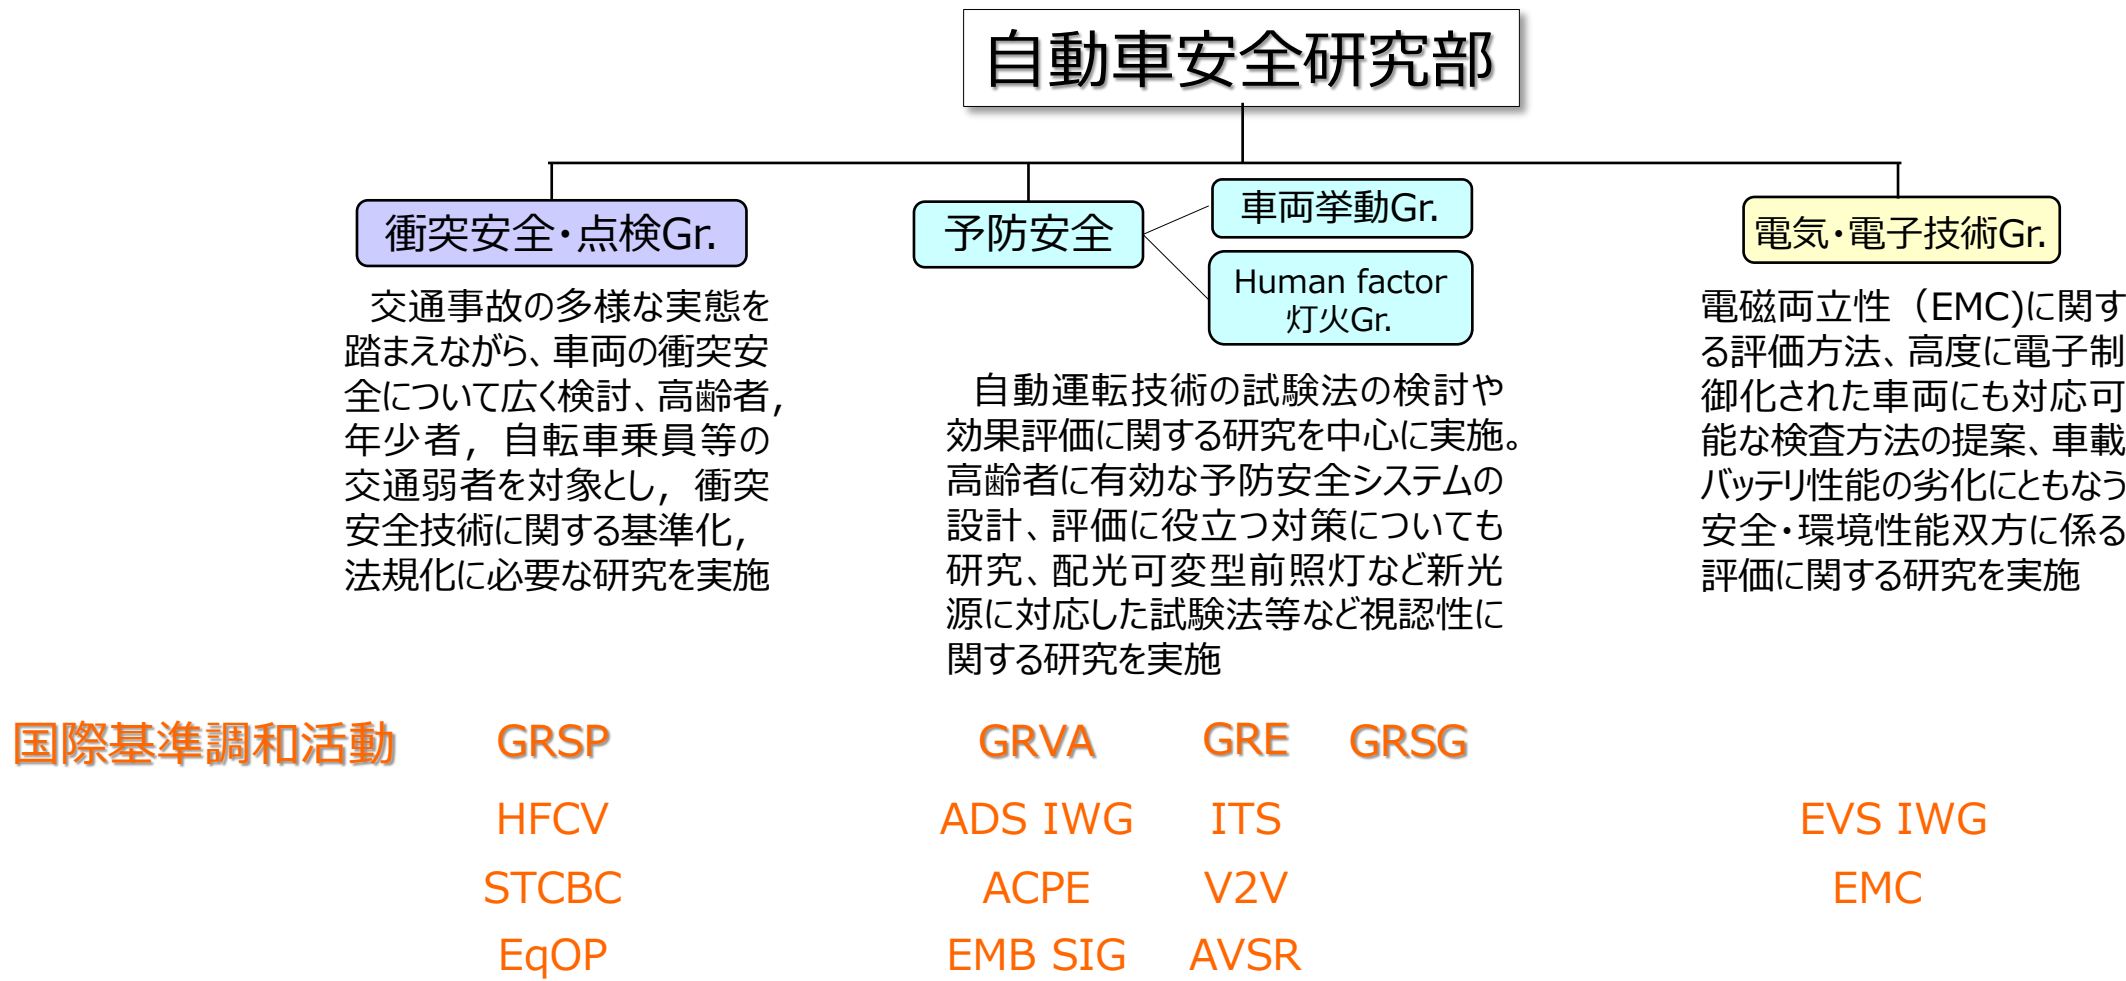 自動車安全研究部
衝突安全・点検Gr.
交通事故の多様な実態を
踏まえながら、車両の衝突安
全について広く検討、高齢者,
年少者, 自転車乗員等の
交通弱者を対象とし, 衝突
安全技術に関する基準化,
法規化に必要な研究を実施
予防安全
車両挙動Gr.
Human factor
灯火Gr.
自動運転技術の試験法の検討や
効果評価に関する研究を中心に実施。
高齢者に有効な予防安全システムの
設計、評価に役立つ対策についても
研究、配光可変型前照灯など新光
源に対応した試験法等など視認性に
関する研究を実施
電気・電子技術Gr.
電磁両立性（EMC)に関す
る評価方法、高度に電子制
御化された車両にも対応可
能な検査方法の提案、車載
バッテリ性能の劣化にともなう
安全・環境性能双方に係る
評価に関する研究を実施
国際基準調和活動 GRSP GRVA GRE GRSG
HFCV ADS IWG ITS EVS IWG
STCBC ACPE V2V EMC
EqOP EMB SIG AVSR